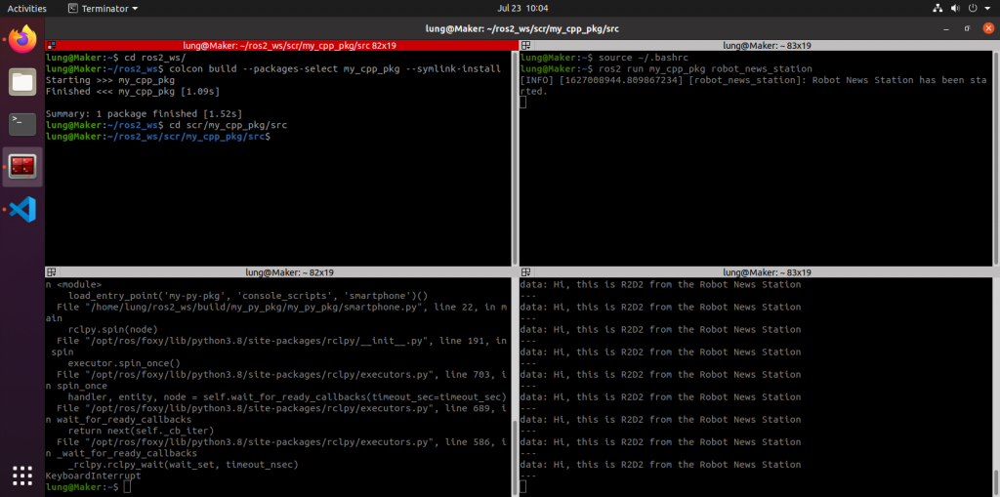 Activities
Terminator
Jul 23 10:04
lung@Maker: ~/ros2_ws/scr/my_cpp_pkg/src
lung@Maker: ~/ros2_ws/scr/my_cpp_pkg/src 82x19
lung@Maker:~$ cd ros2_ws/
lung@Maker:~/ros2_ws$ colcon build --packages-select my_cpp_pkg --symlink-install
Starting >>> my_cpp_pkg
Finished <<< my_cpp_pkg [1.09s]
Summary: 1 package finished [1.52s]
lung@Maker:~/ros2_ws$ cd scr/my_cpp_pkg/src
lung@Maker:~/ros2_ws/scr/my_cpp_pkg/src$
lung@Maker: ~ 83x19
lung@Maker:~$ source ~/.bashrc
lung@Maker:~$ ros2 run my_cpp_pkg robot_news_station
[INFO] [1627008944.809867234] [robot_news_station]: Robot News Station has been sta
rted.
lung@Maker: ~ 82x19
n <module>
load_entry_point('my-py-pkg', 'console_scripts', 'smartphone')()
File "/home/lung/ros2_ws/build/my_py_pkg/my_py_pkg/smartphone.py", line 22, in m
ain
rclpy.spin(node)
File "/opt/ros/foxy/lib/python3.8/site-packages/rclpy/__init__.py", line 191, in
spin
executor.spin_once()
File "/opt/ros/foxy/lib/python3.8/site-packages/rclpy/executors.py", line 703, i
n spin_once
handler, entity, node = self.wait_for_ready_callbacks(timeout_sec=timeout_sec)
File "/opt/ros/foxy/lib/python3.8/site-packages/rclpy/executors.py", line 689, i
n wait_for_ready_callbacks
return next(self._cb_iter)
File "/opt/ros/foxy/lib/python3.8/site-packages/rclpy/executors.py", line 586, i
n _wait_for_ready_callbacks
_rclpy.rclpy_wait(wait_set, timeout_nsec)
KeyboardInterrupt
lung@Maker:~$
lung@Maker: ~ 83x19
data: Hi, this is R2D2 from the Robot News Station
---
data: Hi, this is R2D2 from the Robot News Station
---
data: Hi, this is R2D2 from the Robot News Station
---
data: Hi, this is R2D2 from the Robot News Station
---
data: Hi, this is R2D2 from the Robot News Station
---
data: Hi, this is R2D2 from the Robot News Station
---
data: Hi, this is R2D2 from the Robot News Station
---
data: Hi, this is R2D2 from the Robot News Station
---
data: Hi, this is R2D2 from the Robot News Station
---